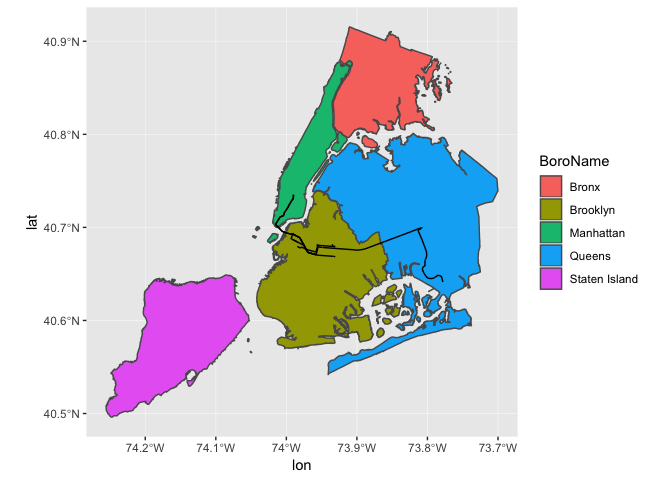 40.9°N
40.8°N
40.7°N
40.6°N
40.5°N
lat
74.2°W 74.1°W 74°W 73.9°W 73.8°W 73.7°W
lon
BoroName
Bronx
Brooklyn
Manhattan
Queens
Staten Island